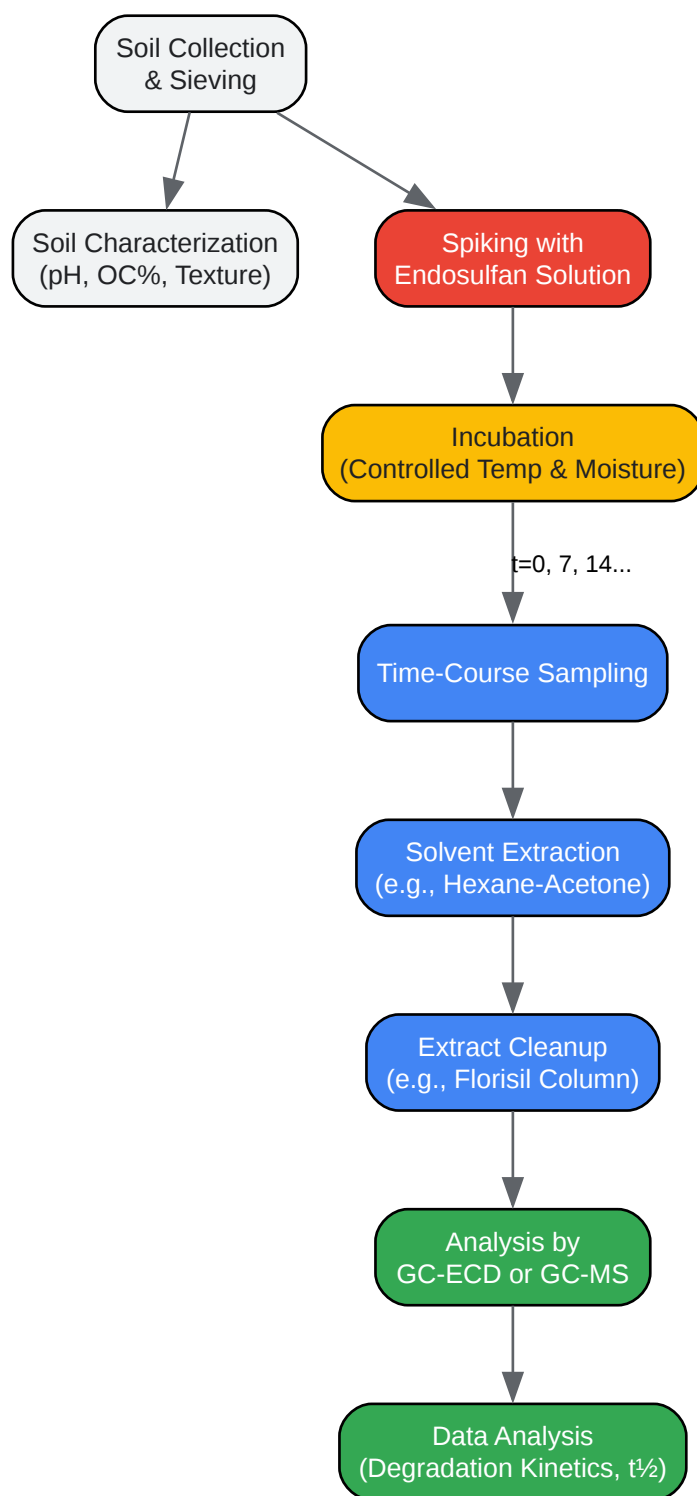 Soil Collection
& Sieving
Soil Characterization
(pH, OC%, Texture)
Spiking with
Endosulfan Solution
Incubation
(Controlled Temp & Moisture)
t=0, 7, 14...
Time-Course Sampling
Solvent Extraction
(e.g., Hexane-Acetone)
Extract Cleanup
(e.g., Florisil Column)
Analysis by
GC-ECD or GC-MS
Data Analysis
(Degradation Kinetics, t½)